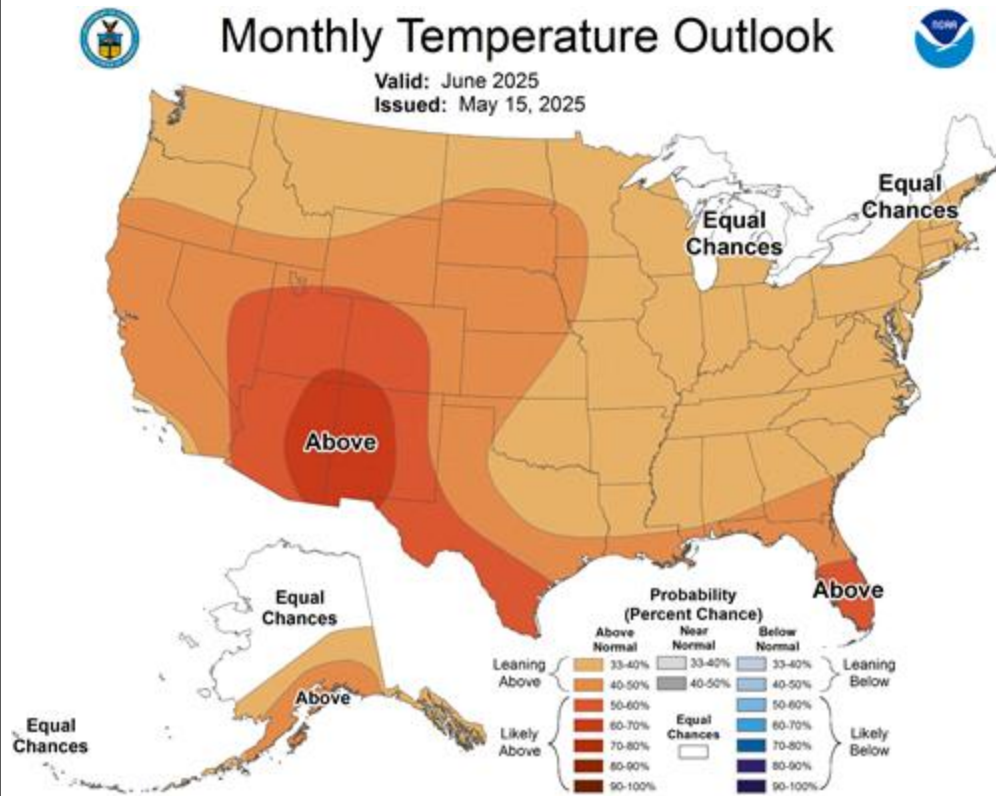 Monthly Temperature Outlook
NOAA
Valid: June 2025
Issued: May 15, 2025
Equal
Chances
Equal
Chances
Above
Equal
Chances
Above
Above
Equal
Chances
Probability
(Percent Chance)
Above
Normal
Near
Normal
Below
Normal
Leaning
Above
33-40%
40-50%
33-40%
40-50%
33-40%
40-50%
Leaning
Below
Likely
Above
50-60%
60-70%
70-80%
80-90%
90-100%
Equal
Chances
50-60%
60-70%
70-80%
80-90%
90-100%
Likely
Below